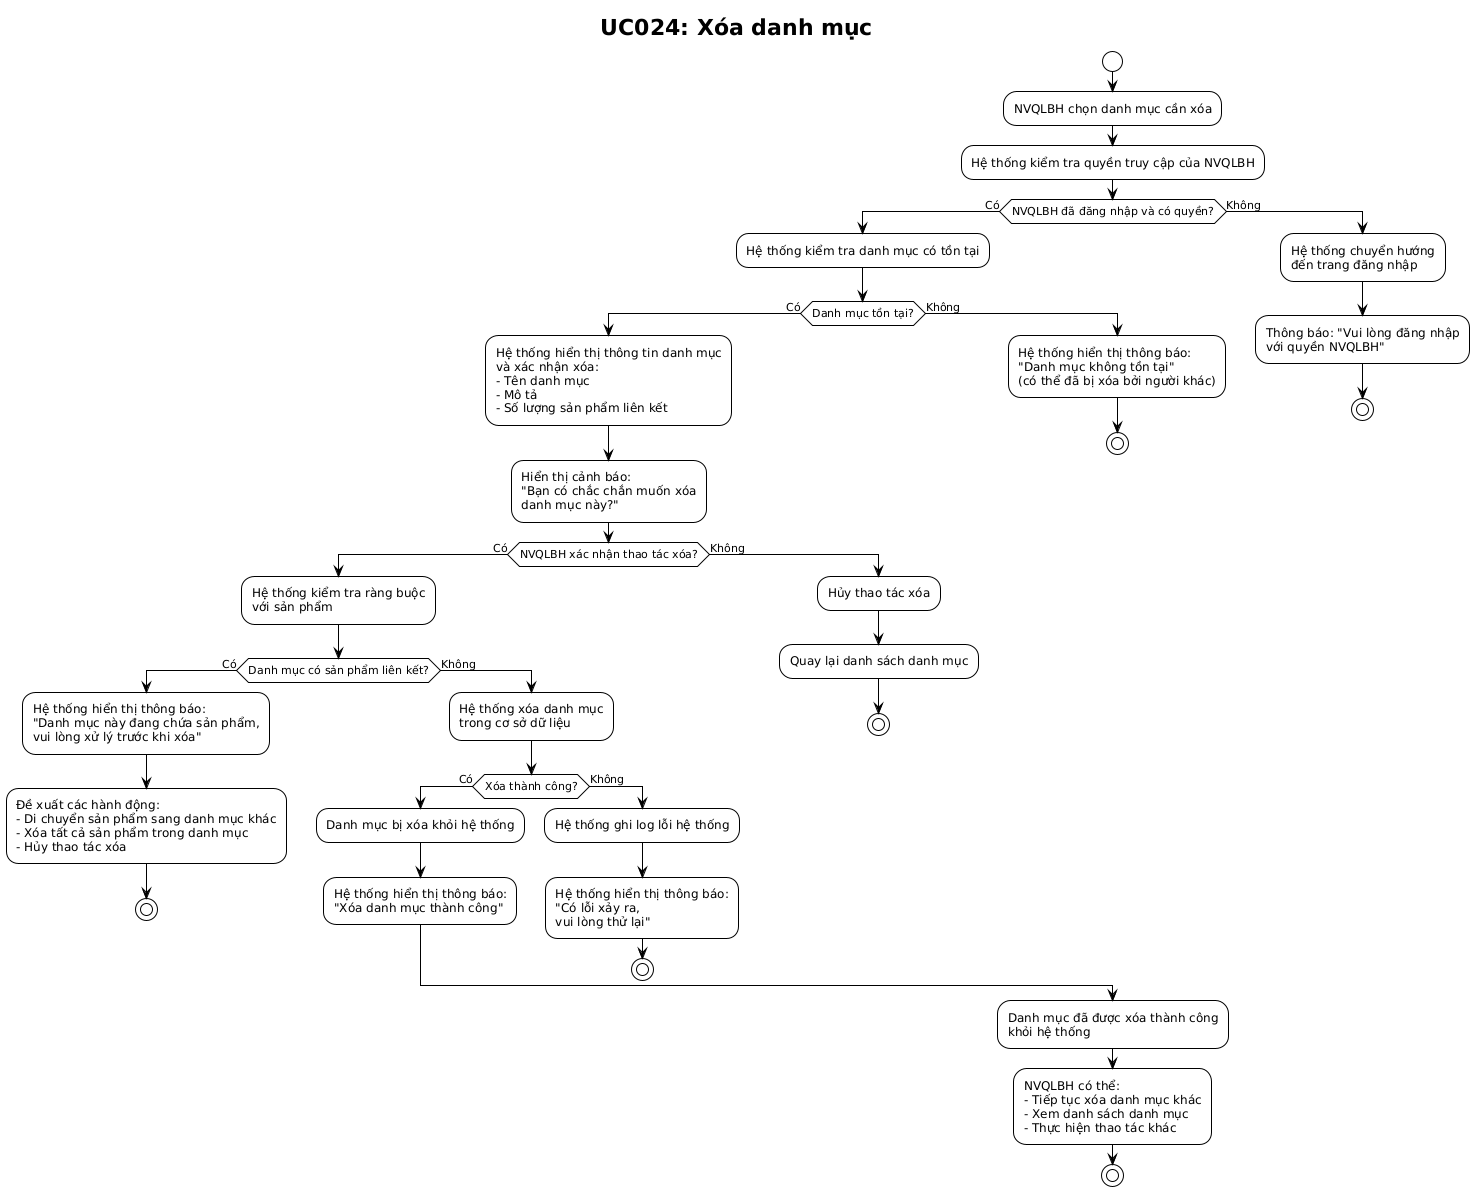 UC024: Xóa danh mục
NVQLBH chọn danh mục cần xóa
Hệ thống kiểm tra quyền truy cập của NVQLBH
Có
NVQLBH đã đăng nhập và có quyền?
Không
Hệ thống kiểm tra danh mục có tồn tại
Hệ thống chuyển hướng
đến trang đăng nhập
Có
Danh mục tồn tại?
Không
Thông báo: "Vui lòng đăng nhập
với quyền NVQLBH"
Hệ thống hiển thị thông tin danh mục
và xác nhận xóa:
- Tên danh mục
- Mô tả
- Số lượng sản phẩm liên kết
Hệ thống hiển thị thông báo:
"Danh mục không tồn tại"
(có thể đã bị xóa bởi người khác)
Hiển thị cảnh báo:
"Bạn có chắc chắn muốn xóa
danh mục này?"
Có
NVQLBH xác nhận thao tác xóa?
Không
Hệ thống kiểm tra ràng buộc
với sản phẩm
Hủy thao tác xóa
Quay lại danh sách danh mục
Có
Danh mục có sản phẩm liên kết?
Không
Hệ thống hiển thị thông báo:
"Danh mục này đang chứa sản phẩm,
vui lòng xử lý trước khi xóa"
Hệ thống xóa danh mục
trong cơ sở dữ liệu
Đề xuất các hành động:
- Di chuyển sản phẩm sang danh mục khác
- Xóa tất cả sản phẩm trong danh mục
- Hủy thao tác xóa
Có
Xóa thành công?
Không
Danh mục bị xóa khỏi hệ thống
Hệ thống ghi log lỗi hệ thống
Hệ thống hiển thị thông báo:
"Xóa danh mục thành công"
Hệ thống hiển thị thông báo:
"Có lỗi xảy ra,
vui lòng thử lại"
Danh mục đã được xóa thành công
khỏi hệ thống
NVQLBH có thể:
- Tiếp tục xóa danh mục khác
- Xem danh sách danh mục
- Thực hiện thao tác khác